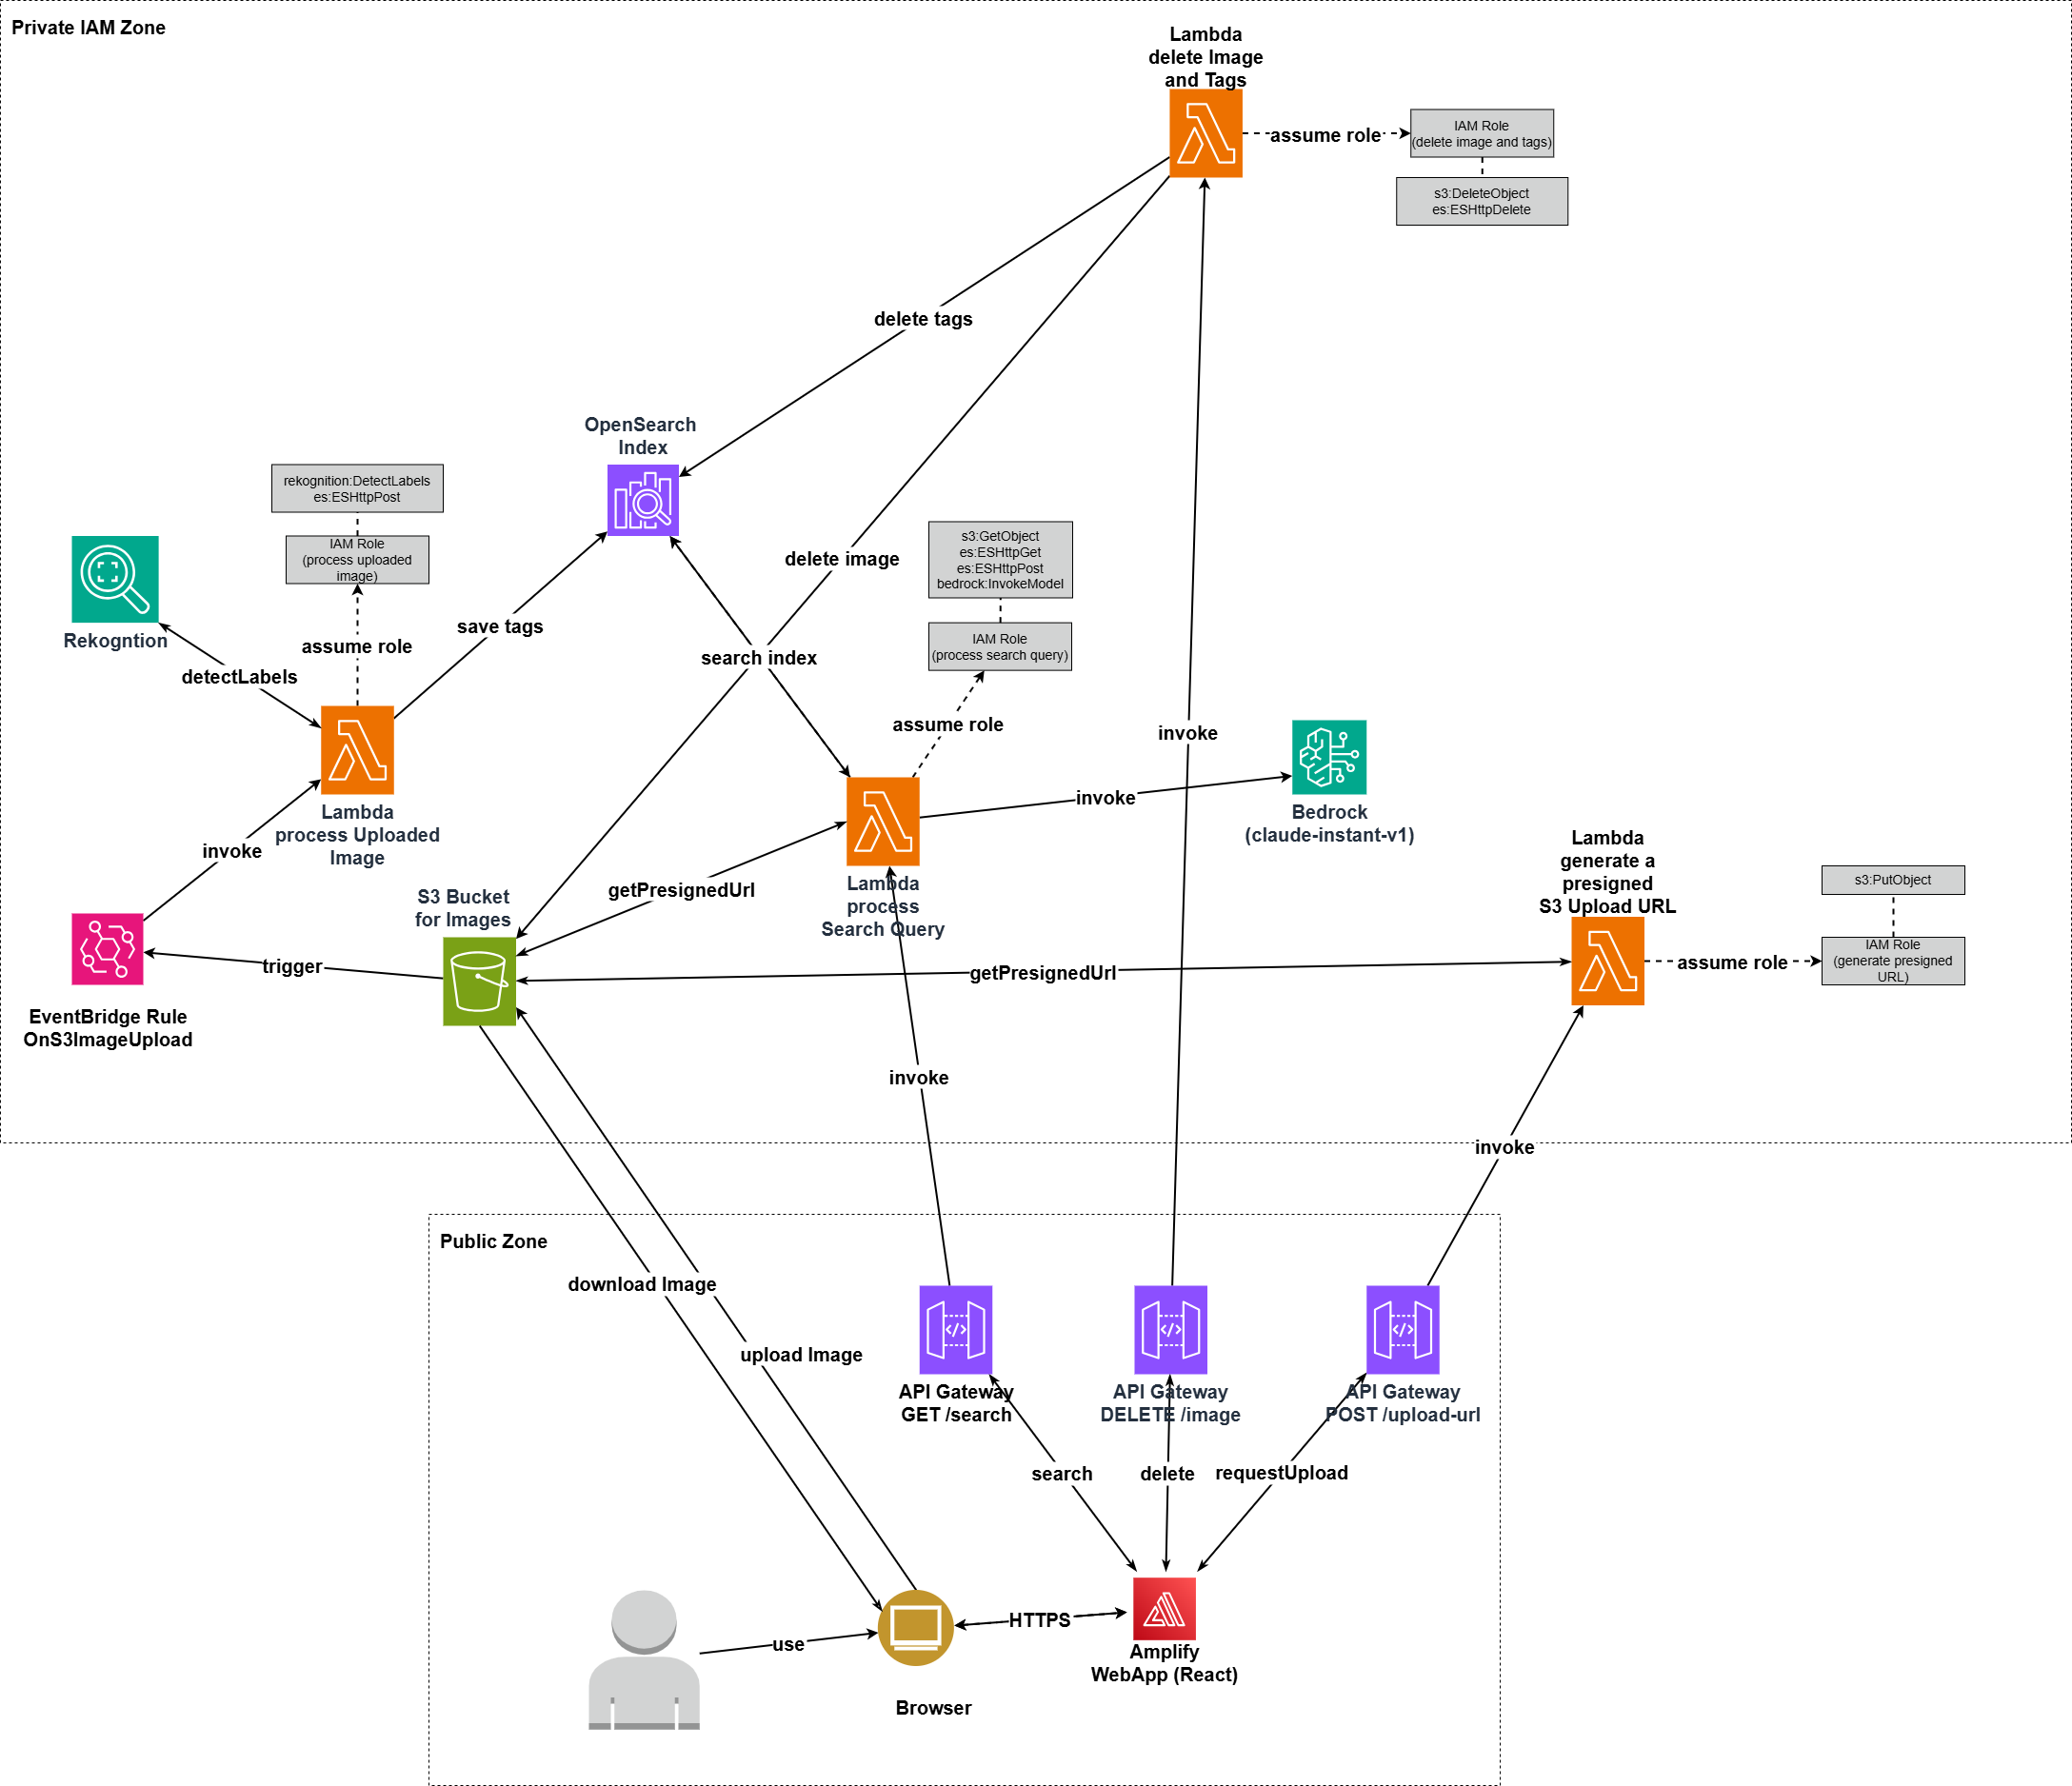 Private IAM Zone
Lambda
delete Image
and Tags
assume role
IAM Role
(delete image and tags)
s3:DeleteObject
es:ESHttpDelete
delete tags
OpenSearch
Index
rekognition:DetectLabels
es:ESHttpPost
IAM Role
(process uploaded
image)
assume role
Rekogntion
detectLabels
save tags
delete image
search index
s3:GetObject
es:ESHttpGet
es:ESHttpPost
bedrock:InvokeModel
IAM Role
(process search query)
assume role
invoke
invoke
Bedrock
(claude-instant-v1)
Lambda
process Uploaded
Image
invoke
S3 Bucket
for Images
getPresignedUrl
Lambda
process
Search Query
Lambda
generate a
presigned
S3 Upload URL
s3:PutObject
IAM Role
(generate presigned
URL)
assume role
trigger
getPresignedUrl
EventBridge Rule
OnS3ImageUpload
invoke
invoke
Public Zone
download Image
upload Image
API Gateway
GET /search
API Gateway
DELETE /image
API Gateway
POST /upload-url
search
delete
requestUpload
use
HTTPS
Amplify
WebApp (React)
Browser